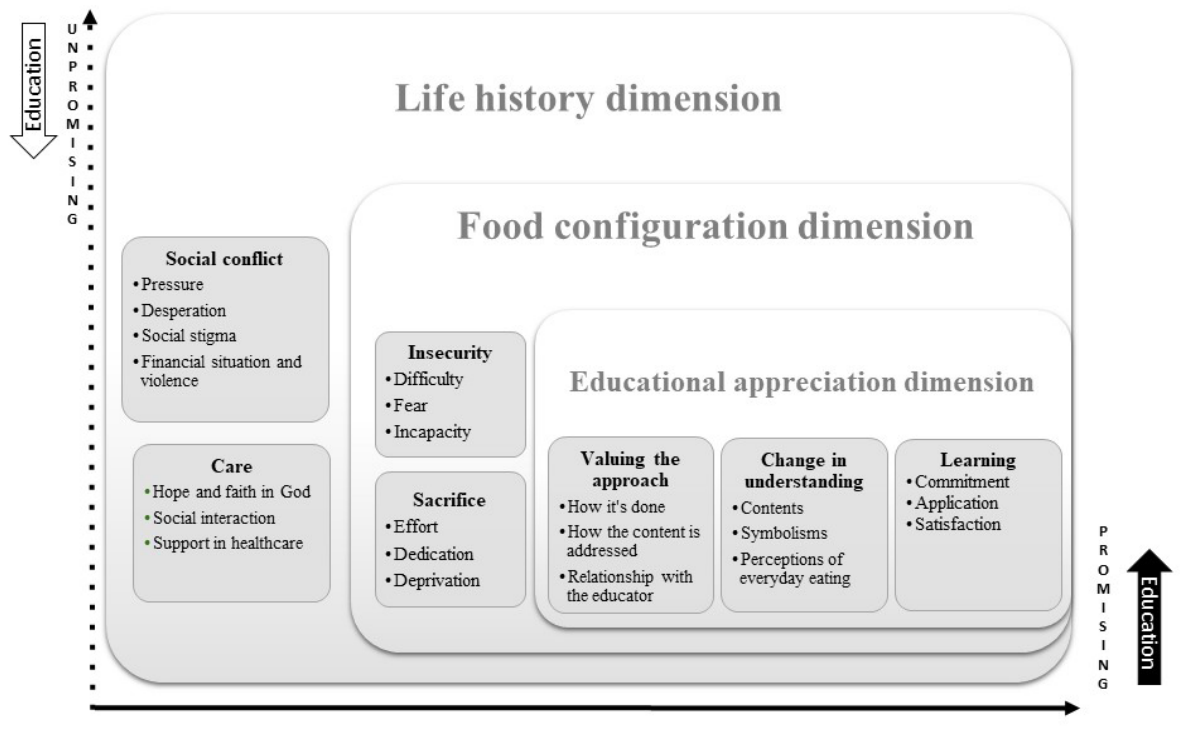 Education
UNPROMISING
Life history dimension
Food configuration dimension
Educational appreciation dimension
Social conflict
•Pressure
•Desperation
•Social stigma
•Financial situation and
violence
Care
•Hope and faith in God
•Social interaction
•Support in healthcare
Insecurity
•Difficulty
•Fear
•Incapacity
Sacrifice
•Effort
•Dedication
•Deprivation
Valuing the
approach
•How it's done
•How the content is
addressed
•Relationship with
the educator
Change in
understanding
•Contents
•Symbolisms
•Perceptions of
everyday eating
Learning
•Commitment
•Application
•Satisfaction
PROMISING
Education